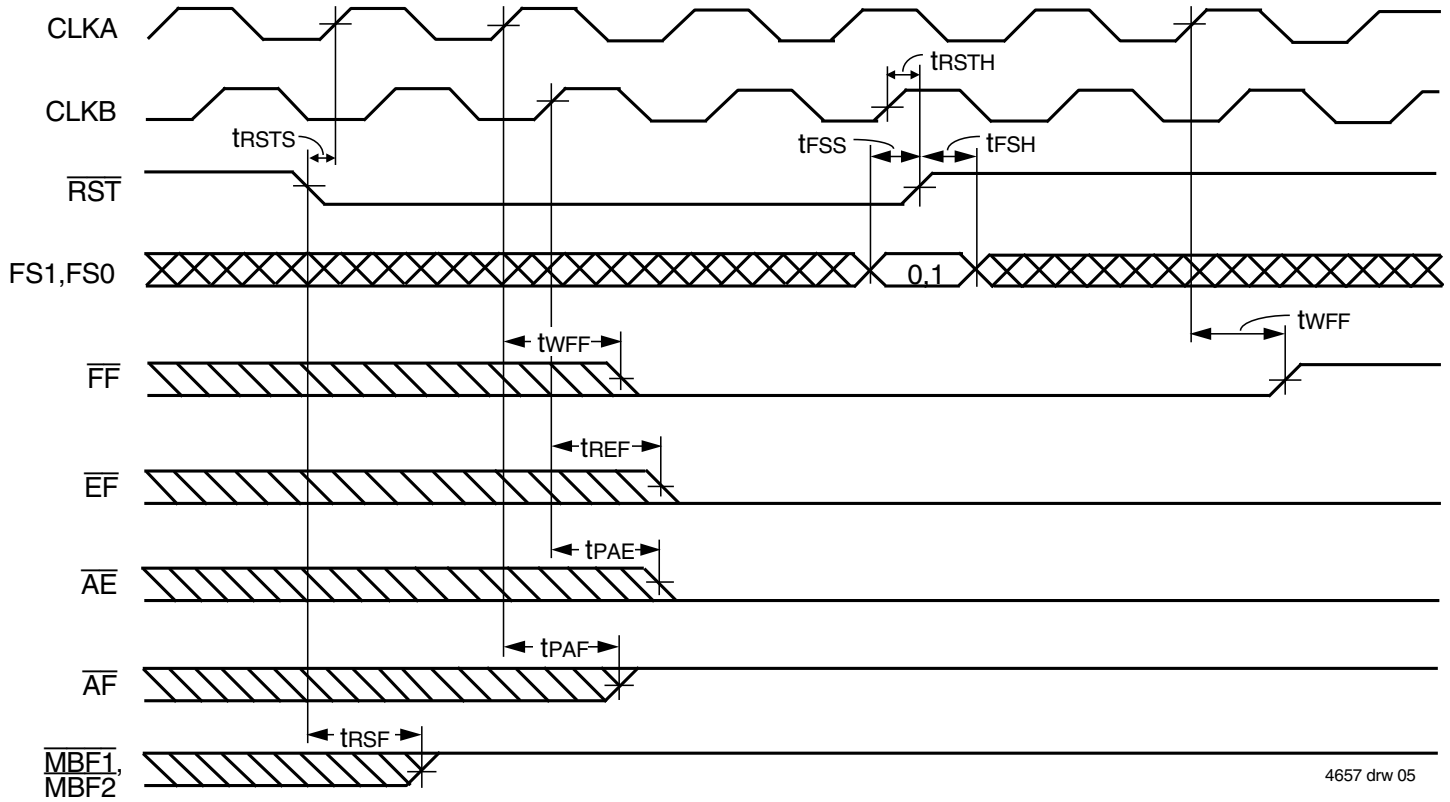 CLKA
tRSTH
CLKB
tRSTS
tFSS
tFSH
RST
FS1,FS0
0,1
tWFF
tWFF
FF
tREF
EF
tPAE
AE
tPAF
AF
tRSF
MBF1,
MBF2
4657 drw 05